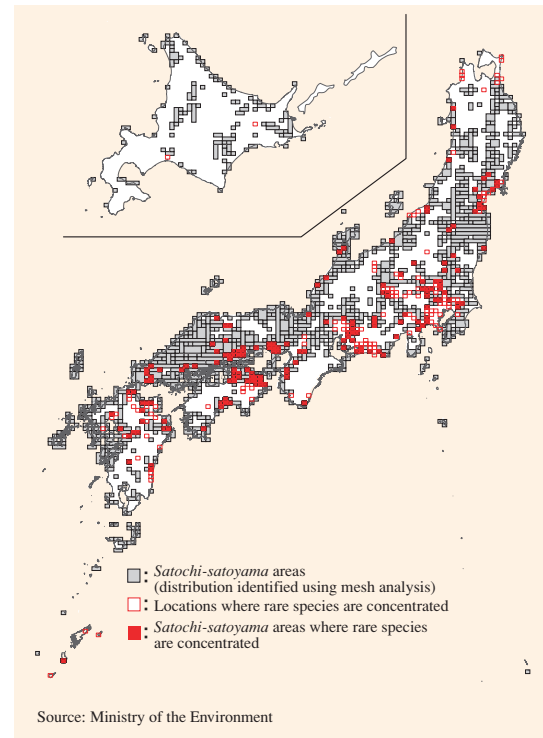 : Satochi-satoyama areas
(distribution identified using mesh analysis)
: Locations where rare species are concentrated
: Satochi-satoyama areas where rare species
are concentrated
Source: Ministry of the Environment